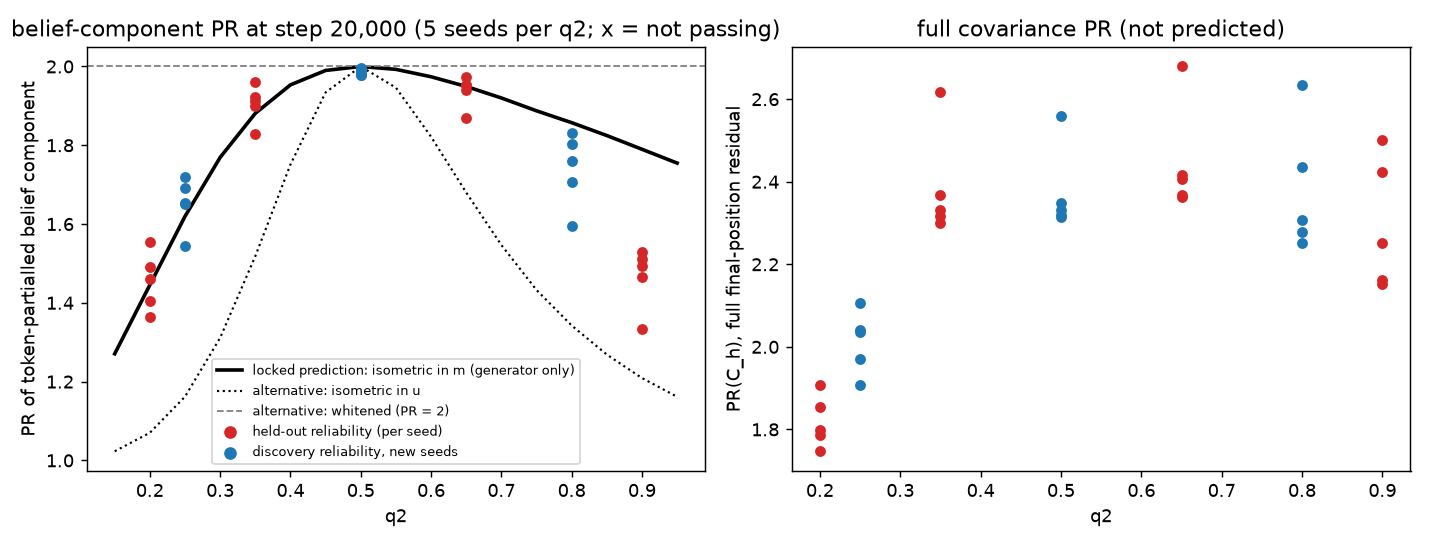 belief-component PR at step 20,000 (5 seeds per q2; x = not passing)
PR of token-partialled belief component
2.0
1.8
1.6
1.4
1.2
1.0
locked prediction: isometric in m (generator only)
alternative: isometric in u
alternative: whitened (PR = 2)
held-out reliability (per seed)
discovery reliability, new seeds
0.2 0.3 0.4 0.5 0.6 0.7 0.8 0.9
q2
full covariance PR (not predicted)
PR(C_h), full final-position residual
2.6
2.4
2.2
2.0
1.8
0.2 0.3 0.4 0.5 0.6 0.7 0.8 0.9
q2